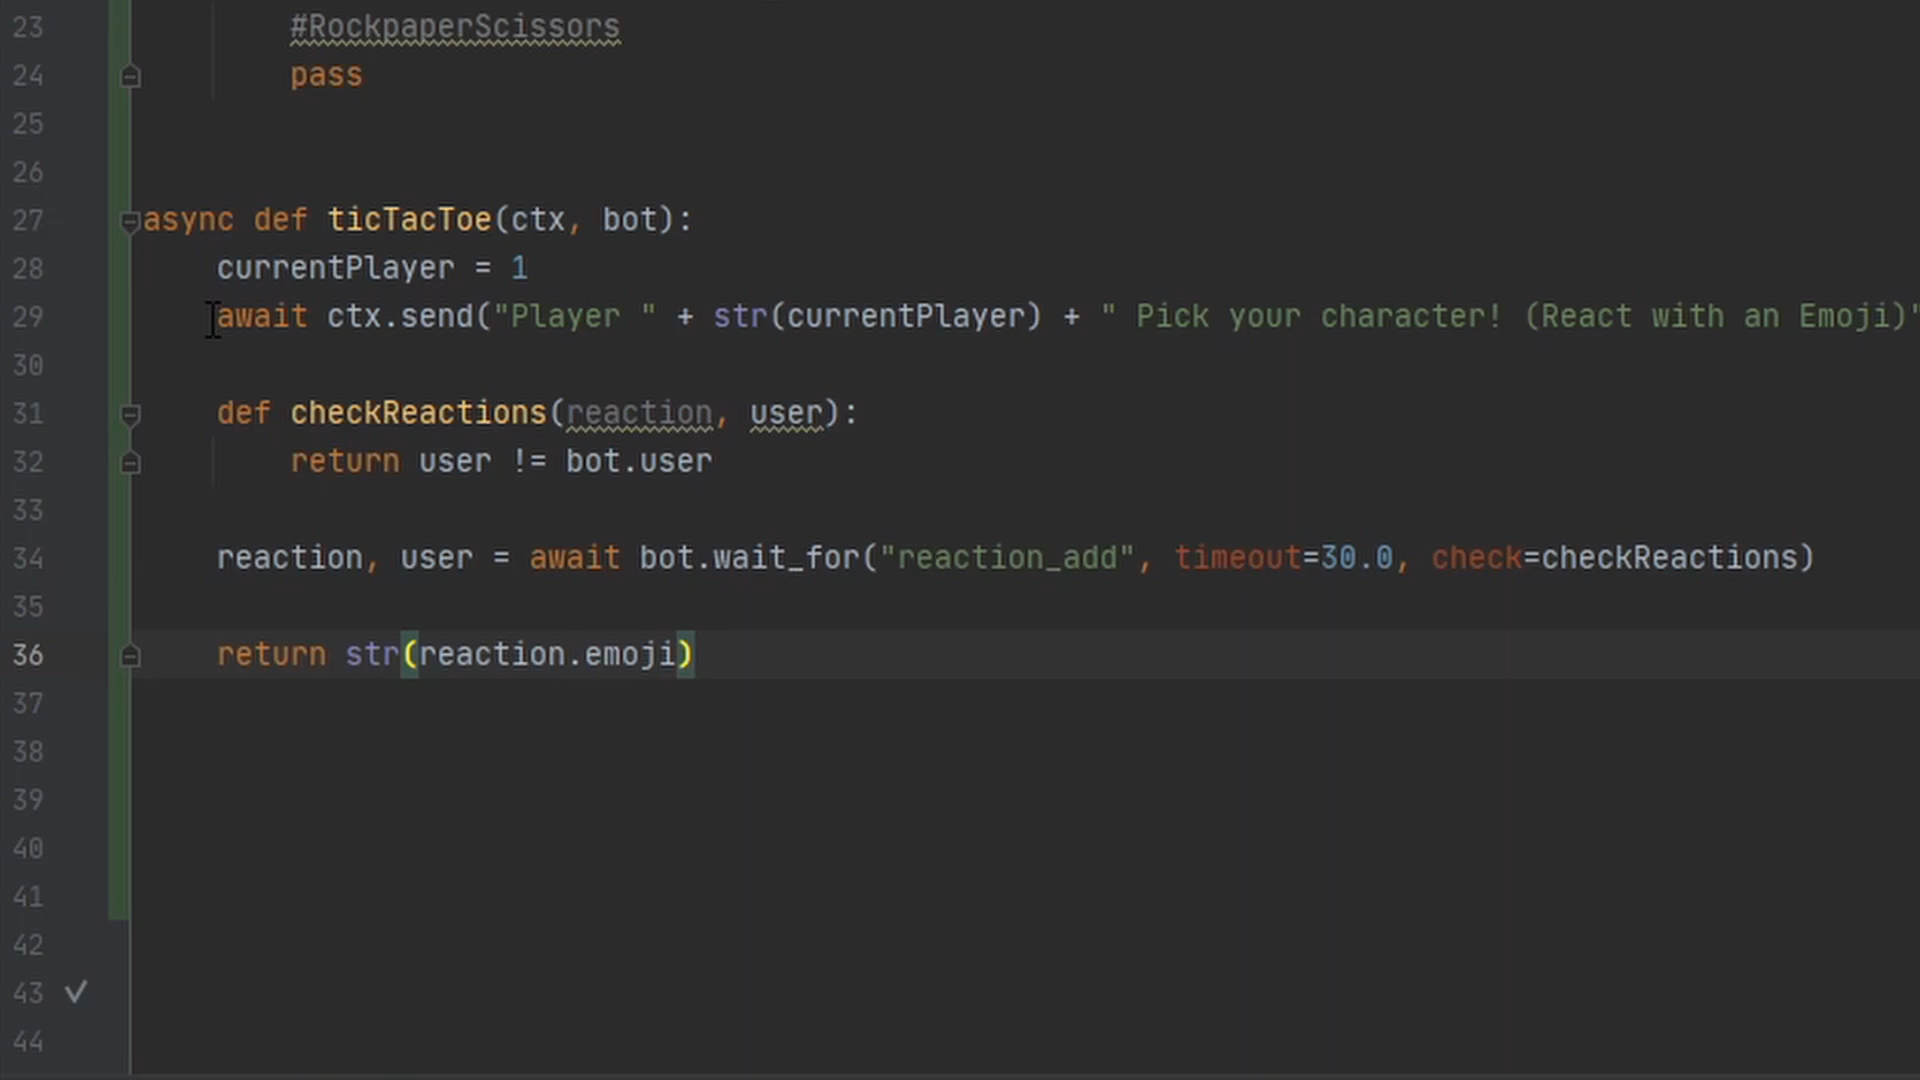 23 #RockpaperScissors
24 pass
25
26
27 async def ticTacToe(ctx, bot):
28 currentPlayer = 1
29 await ctx.send("Player " + str(currentPlayer) + " Pick your character! (React with an Emoji)"
30
31 def checkReactions(reaction, user):
32 return user != bot.user
33
34 reaction, user = await bot.wait_for("reaction_add", timeout=30.0, check=checkReactions)
35
36 return str(reaction.emoji)
37
38
39
40
41
42
43
44